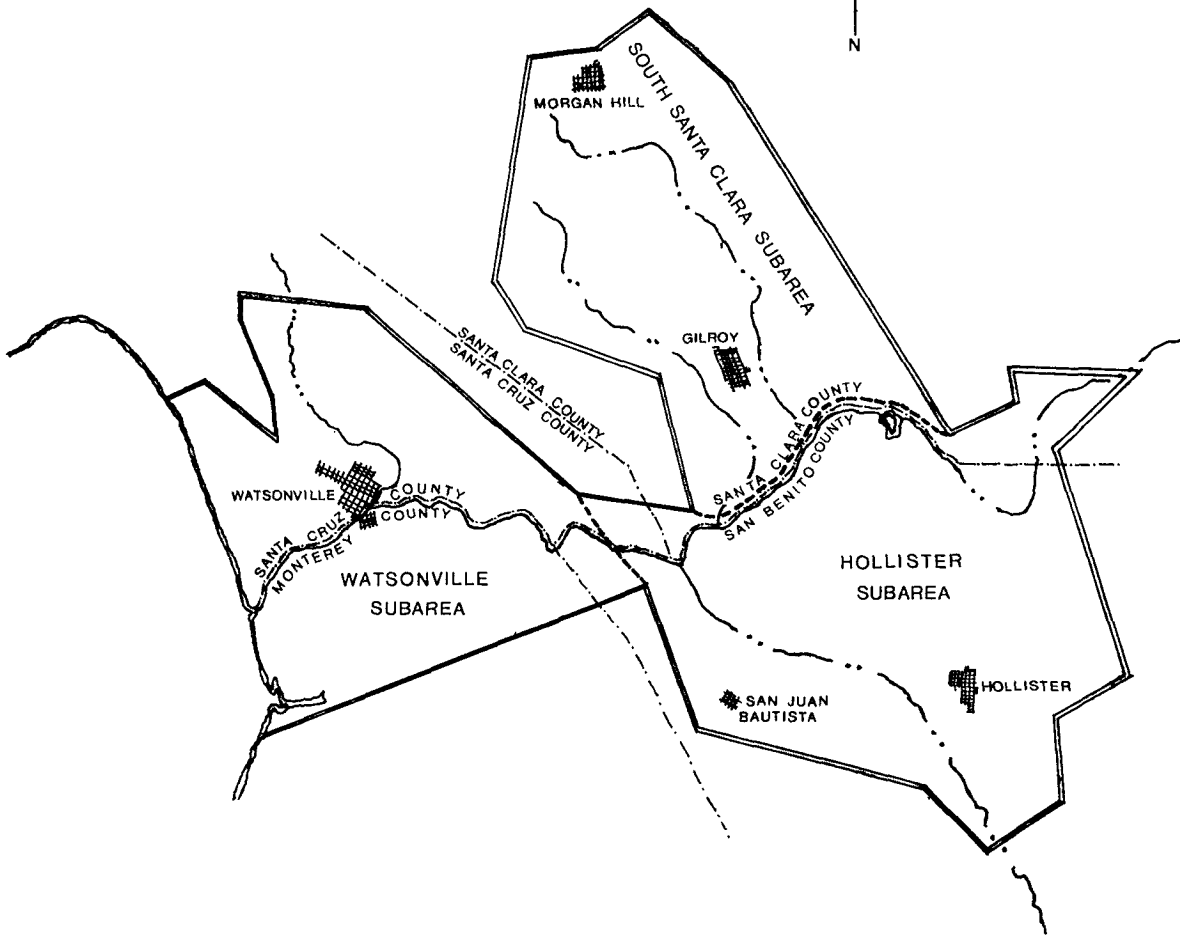 N
SOUTH SANTA CLARA SUBAREA
MORGAN HILL
GILROY
SANTA CLARA COUNTY
SANTA CRUZ COUNTY
SANTA CLARA COUNTY
SAN BENITO COUNTY
WATSONVILLE
SANTA CRUZ COUNTY
MONTEREY COUNTY
WATSONVILLE
SUBAREA
HOLLISTER
SUBAREA
HOLLISTER
SAN JUAN
BAUTISTA